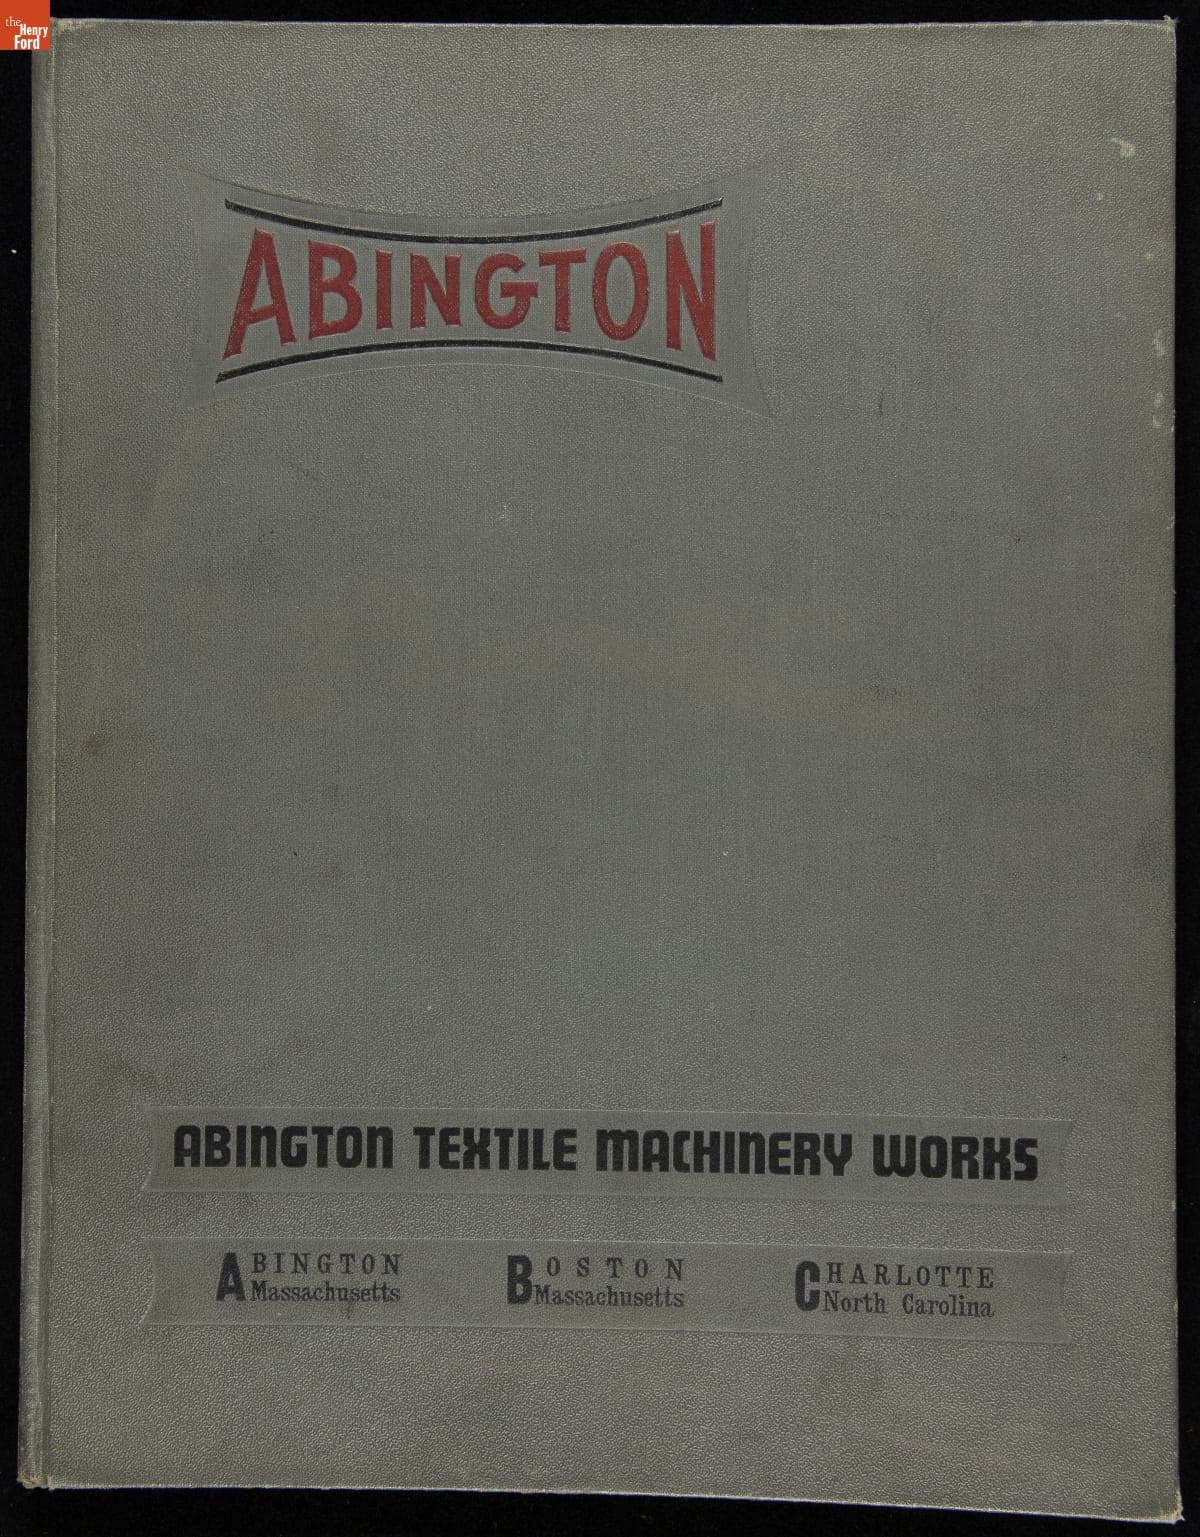 the
Henry
Ford
ABINGTON
ABINGTON TEXTILE MACHINERY WORKS
ABINGTON
Massachusetts
BOSTON
Massachusetts
CHARLOTTE
North Carolina